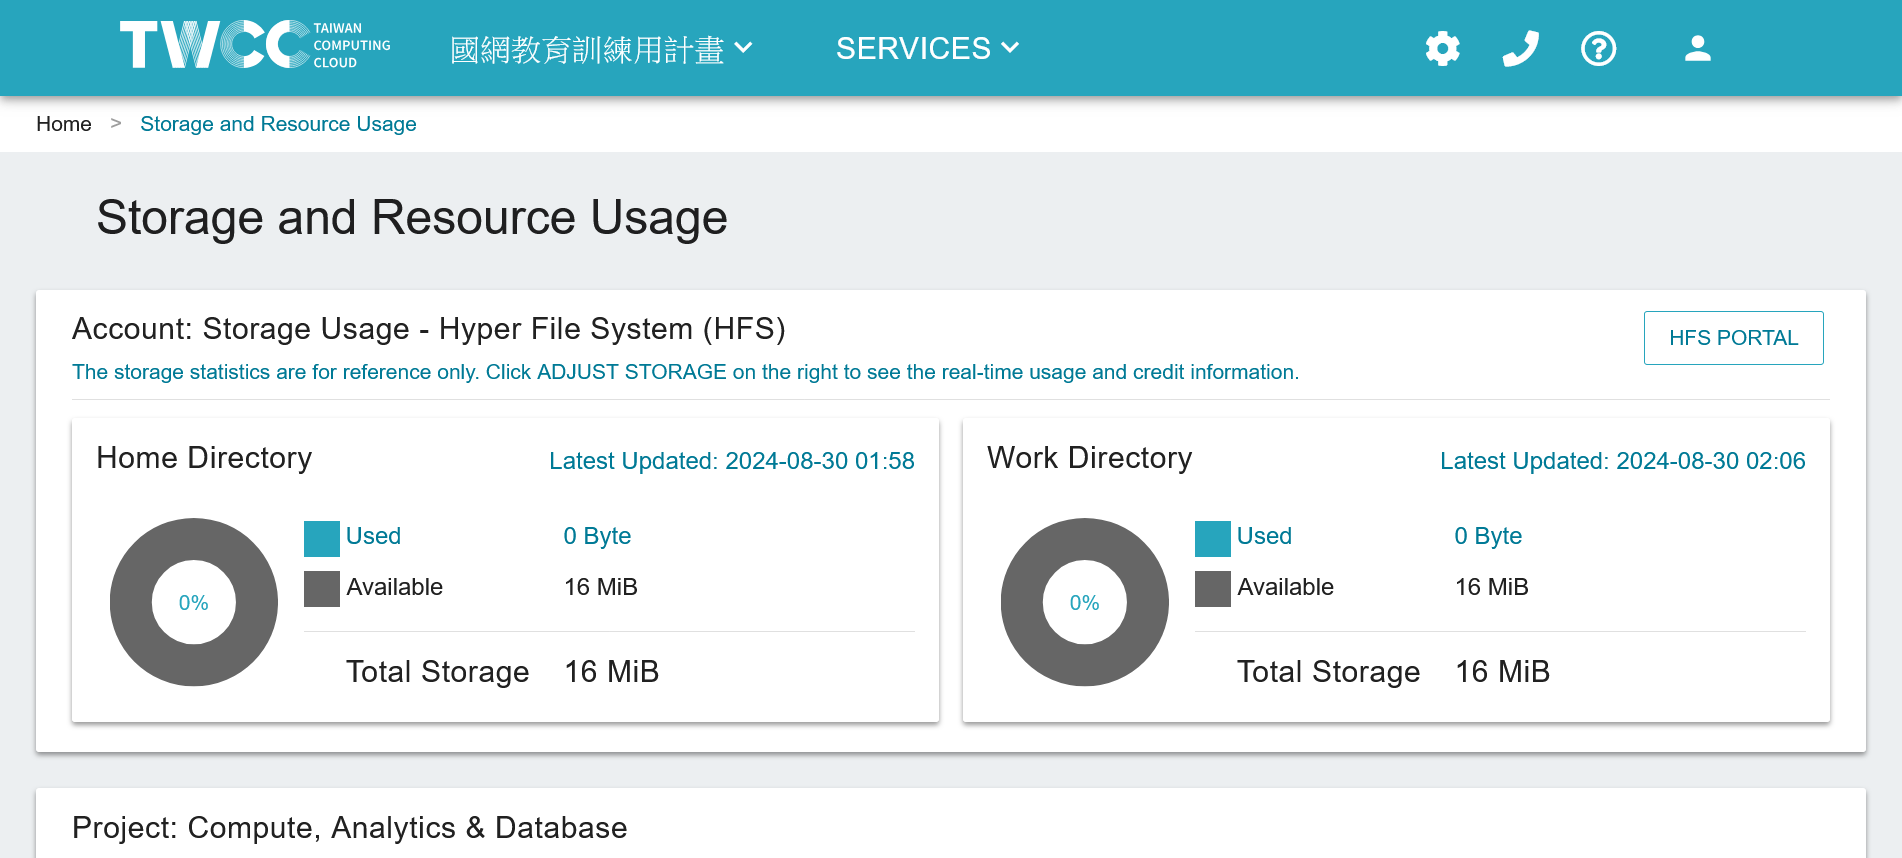 TWCC TAIWAN COMPUTING CLOUD
國網教育訓練用計畫
SERVICES
Home > Storage and Resource Usage
Storage and Resource Usage
Account: Storage Usage - Hyper File System (HFS)
HFS PORTAL
The storage statistics are for reference only. Click ADJUST STORAGE on the right to see the real-time usage and credit information.
Home Directory
Latest Updated: 2024-08-30 01:58
0%
Used 0 Byte
Available 16 MiB
Total Storage 16 MiB
Work Directory
Latest Updated: 2024-08-30 02:06
0%
Used 0 Byte
Available 16 MiB
Total Storage 16 MiB
Project: Compute, Analytics & Database